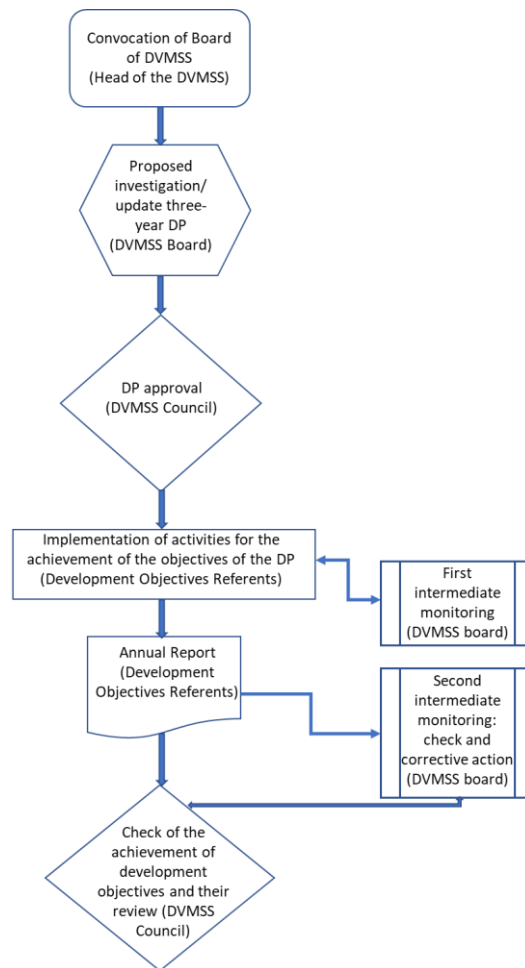 Convocation of Board
of DVMSS
(Head of the DVMSS)
Proposed
investigation/
update three-
year DP
(DVMSS Board)
DP approval
(DVMSS Council)
Implementation of activities for the
achievement of the objectives of the DP
(Development Objectives Referents)
First
intermediate
monitoring
(DVMSS board)
Annual Report
(Development
Objectives Referents)
Second
intermediate
monitoring:
check and
corrective action
(DVMSS board)
Check of the
achievement of
development
objectives and their
review (DVMSS
Council)